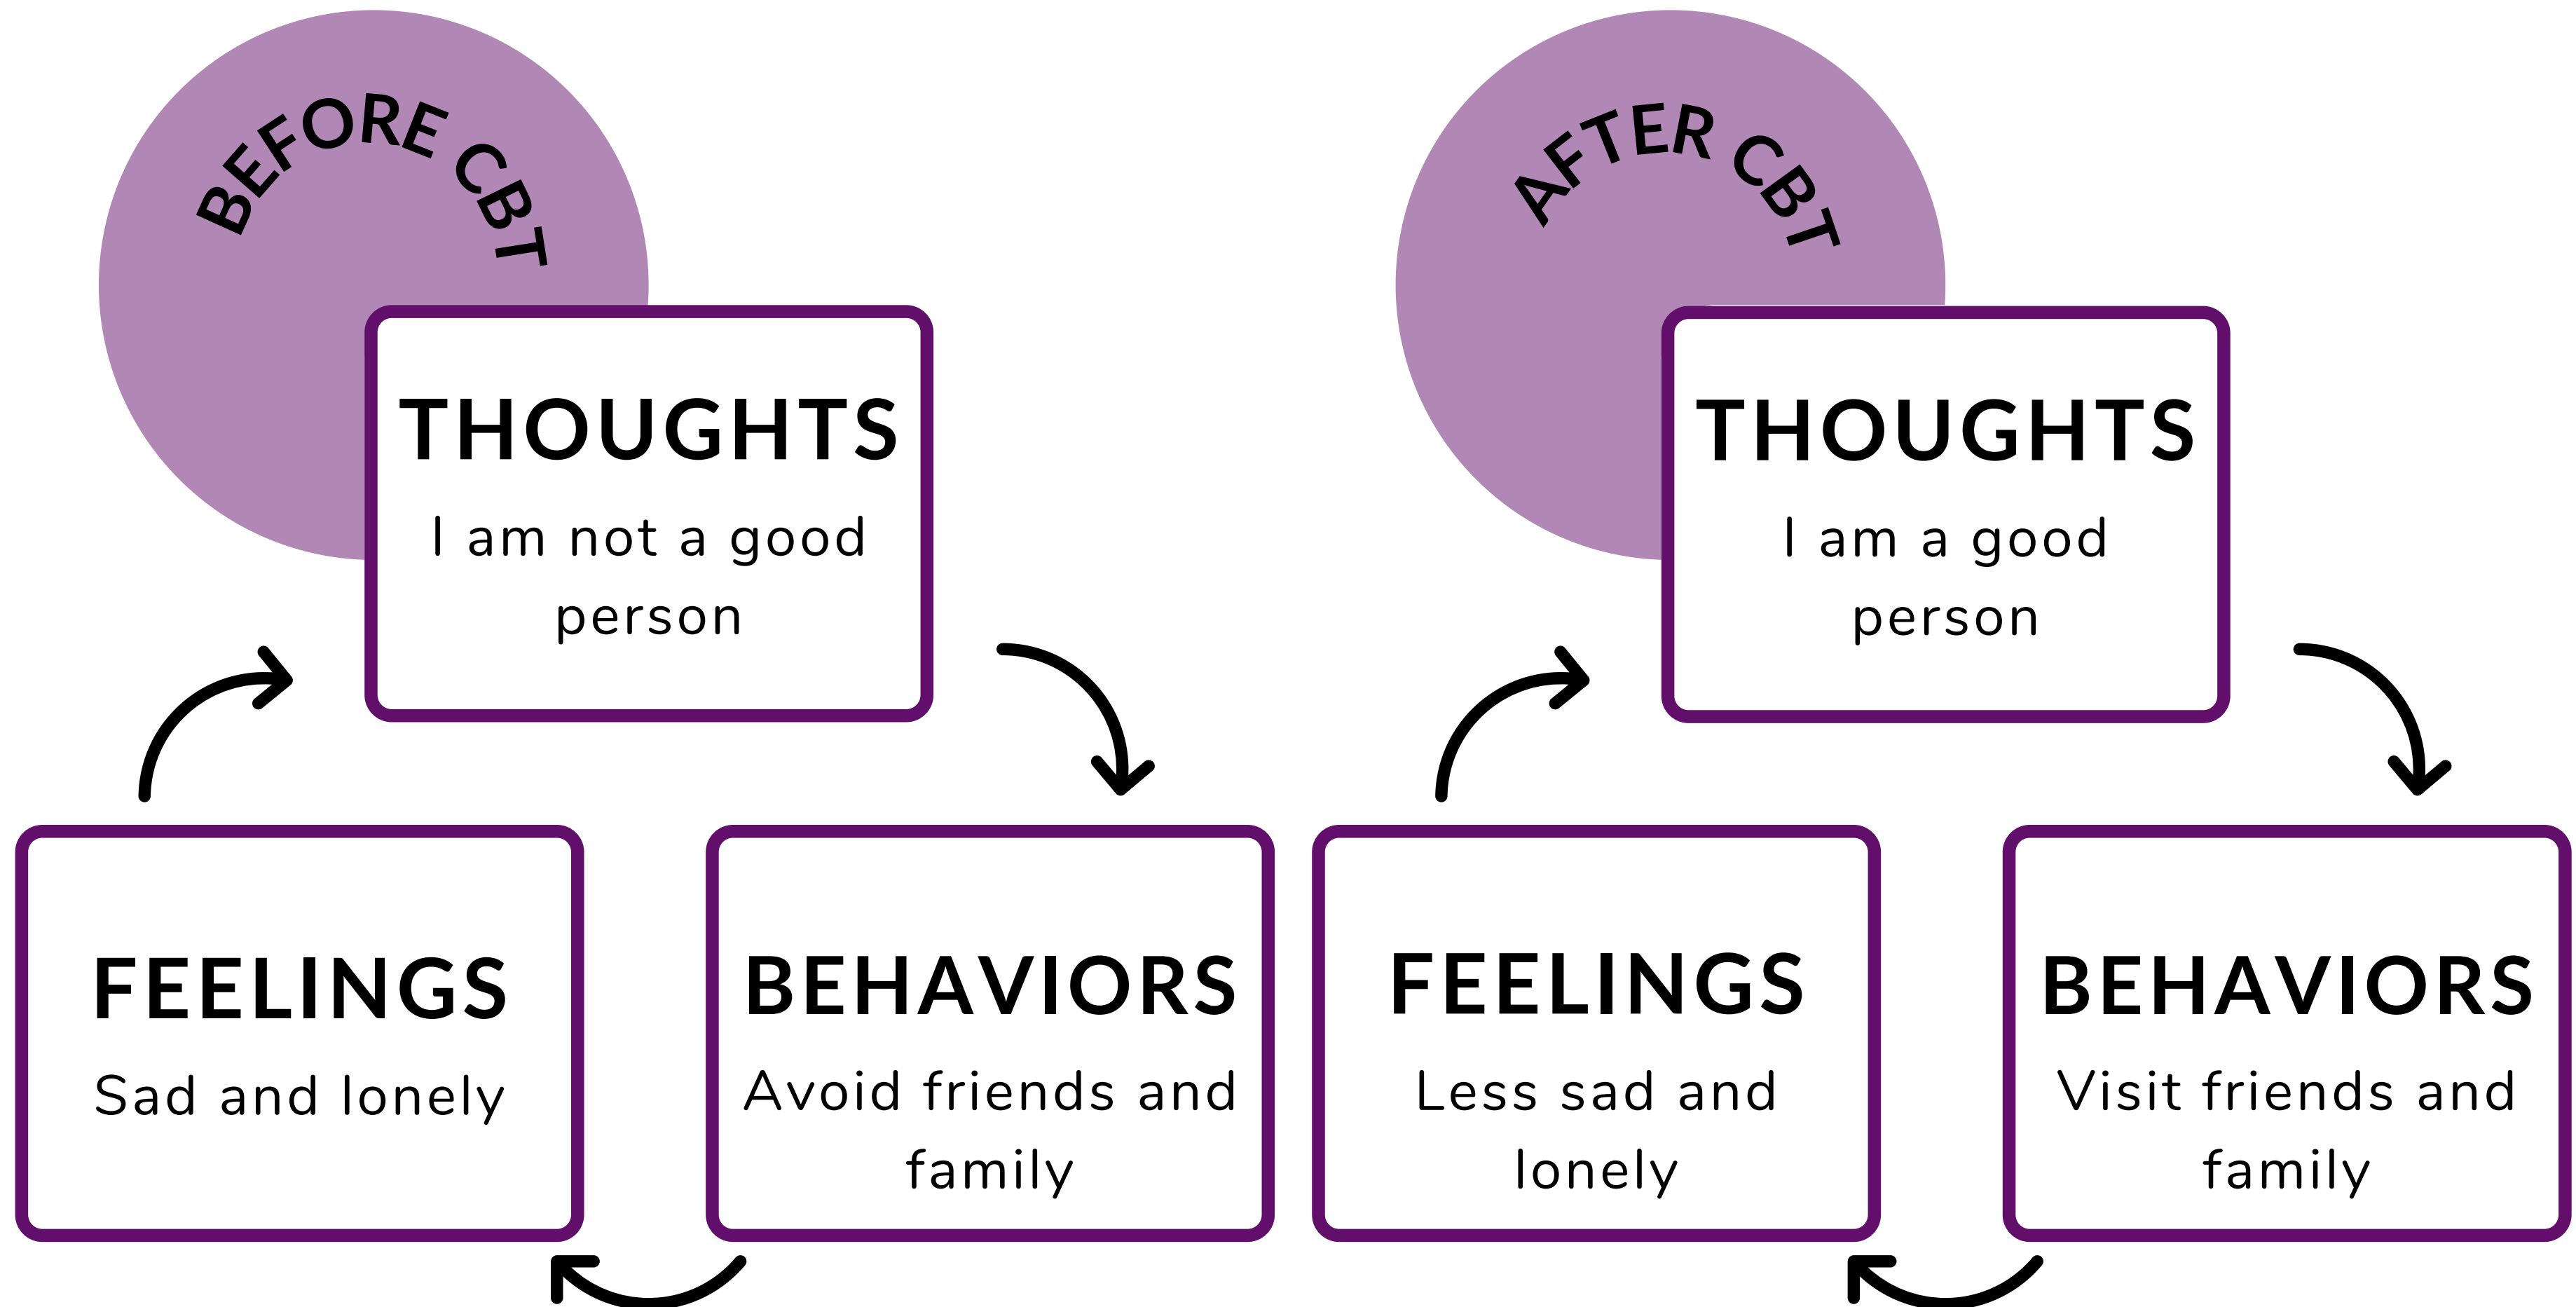 BEFORE CBT
THOUGHTS
I am not a good
person
FEELINGS
Sad and lonely
BEHAVIORS
Avoid friends and
family
AFTER CBT
THOUGHTS
I am a good
person
FEELINGS
Less sad and
lonely
BEHAVIORS
Visit friends and
family